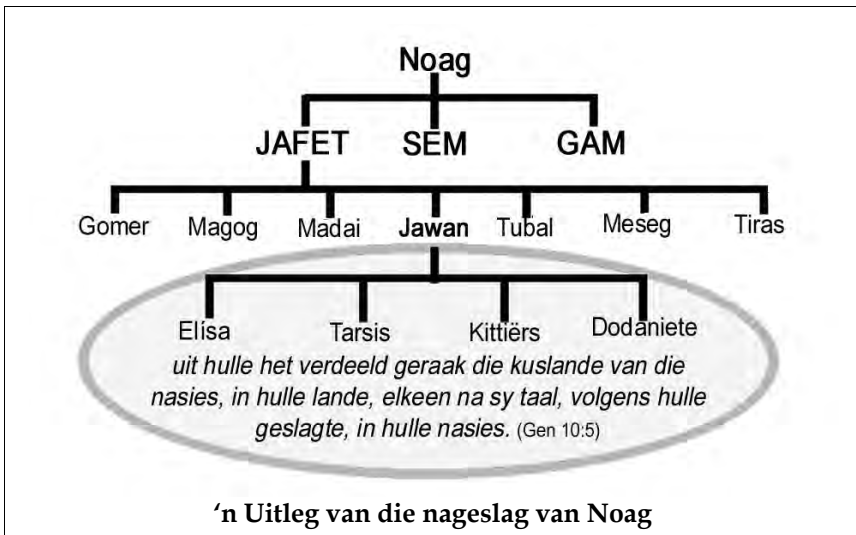 Noag
JAFET SEM GAM
Gomer Magog Madai Jawan Tubal Meseg Tiras
Elisa Tarsis Kittiërs Dodaniete
uit hulle het verdeeld geraak die kuslande van die
nasies, in hulle lande, elkeen na sy taal, volgens hulle
geslagte, in hulle nasies. (Gen 10:5)
‘n Uitleg van die nageslag van Noag